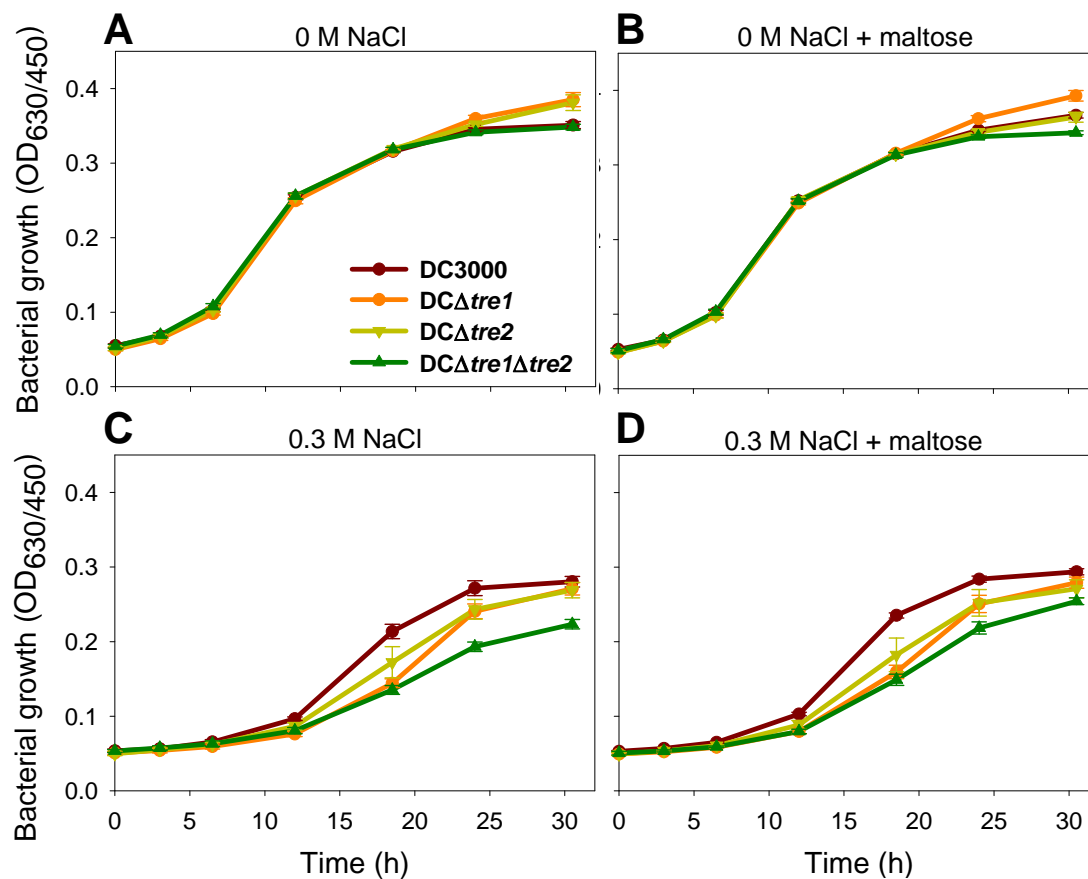 A
0 M NaCl
B
0 M NaCl + maltose
Bacterial growth (OD630/450)
0.4
0.3
0.2
0.1
0.0
DC3000
DCΔtre1
DCΔtre2
DCΔtre1Δtre2
C
0.3 M NaCl
D
0.3 M NaCl + maltose
Bacterial growth (OD630/450)
0.4
0.3
0.2
0.1
0.0
0 5 10 15 20 25 30
0 5 10 15 20 25 30
Time (h)
Time (h)